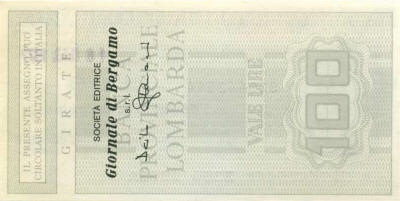 IL PRESENTE ASSEGNO PUÒ
CIRCOLARE SOLTANTO IN ITALIA
GIRATE
SOCIETÀ EDITRICE
Giornale di Bergamo
s.r.l.
BANCA
PROVINCIALE
LOMBARDA
VALE LIRE
100